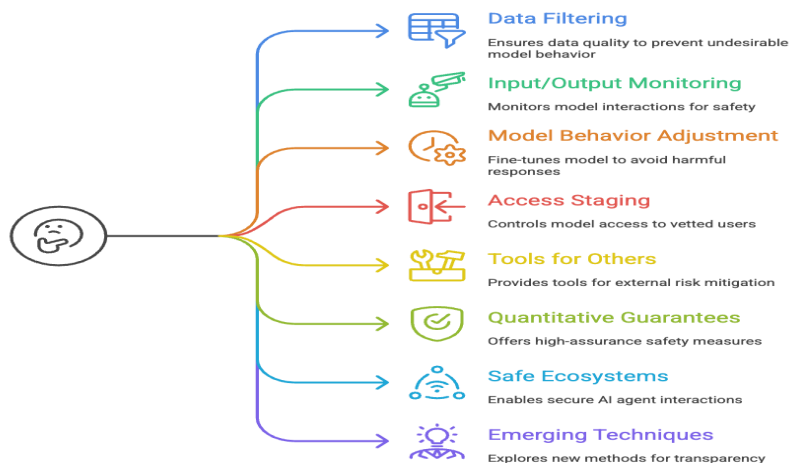 Data Filtering
Ensures data quality to prevent undesirable
model behavior
Input/Output Monitoring
Monitors model interactions for safety
Model Behavior Adjustment
Fine-tunes model to avoid harmful
responses
Access Staging
Controls model access to vetted users
Tools for Others
Provides tools for external risk mitigation
Quantitative Guarantees
Offers high-assurance safety measures
Safe Ecosystems
Enables secure AI agent interactions
Emerging Techniques
Explores new methods for transparency